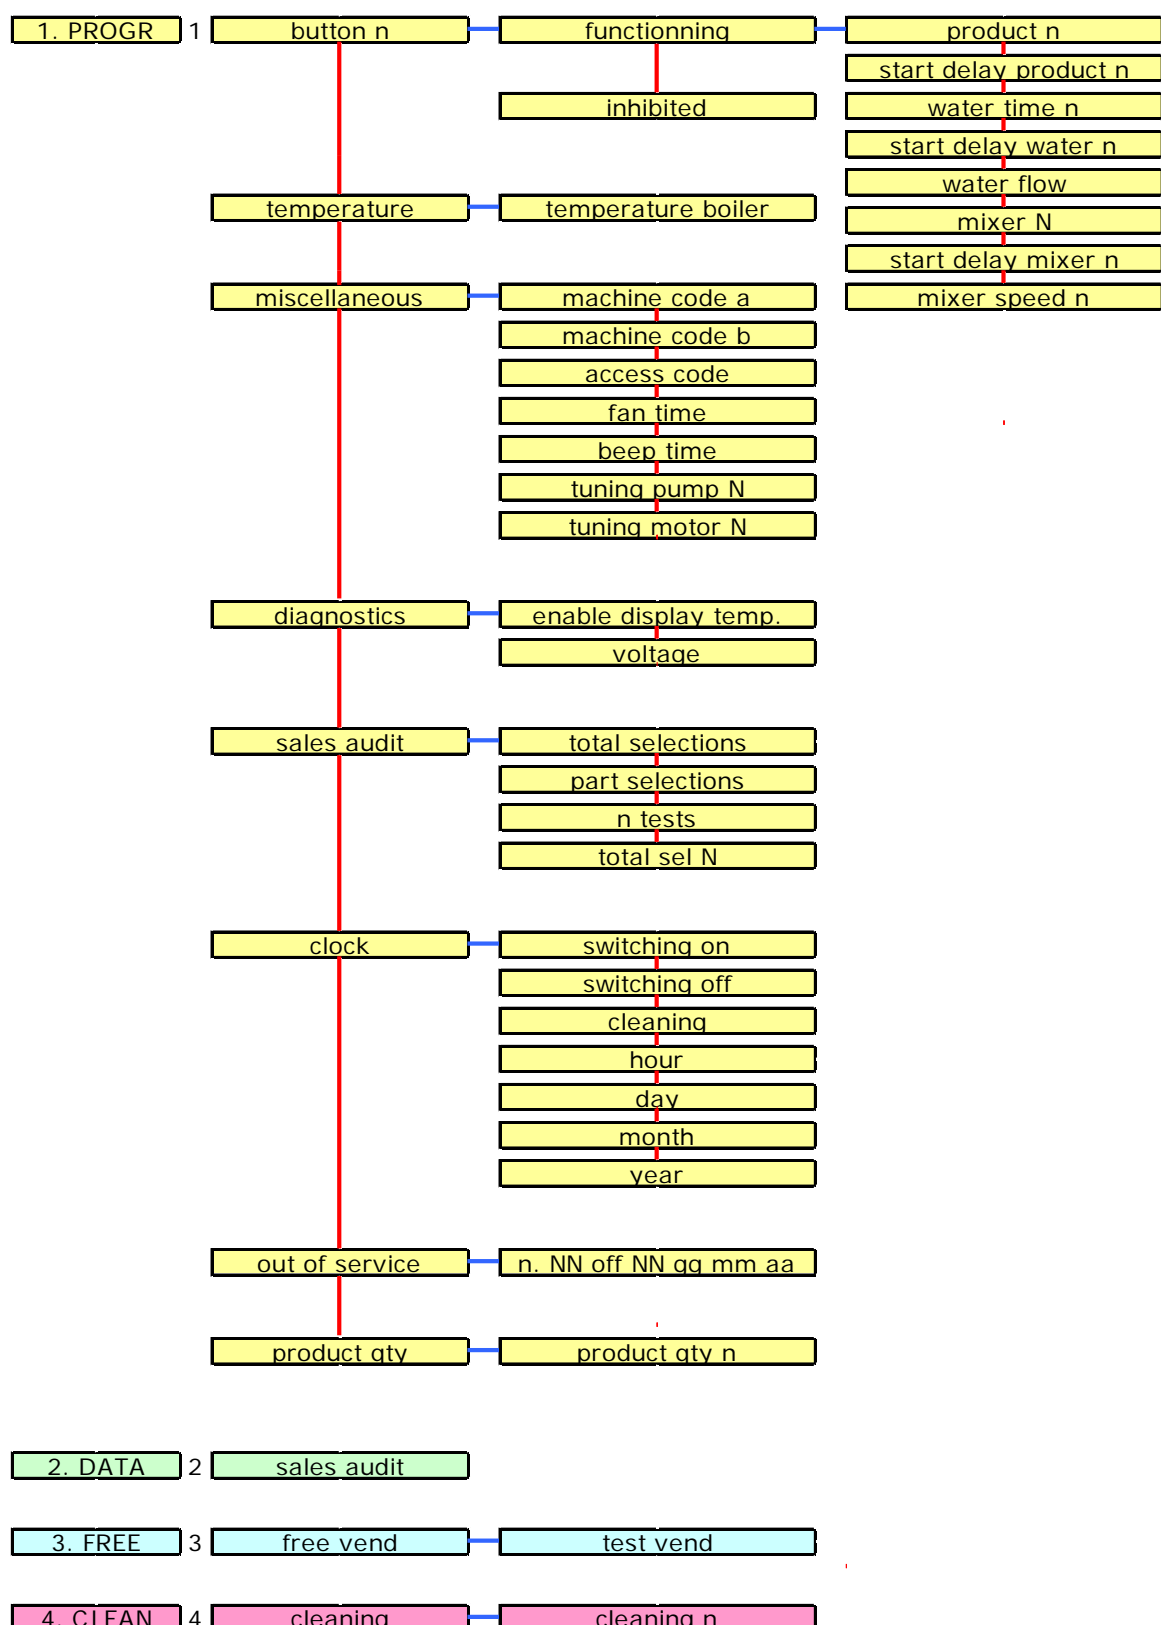 1. PROGR 1 button n functionning product n
start delay product n
inhibited water time n
start delay water n
water flow
temperature temperature boiler
mixer N
start delay mixer n
miscellaneous machine code a mixer speed n
machine code b
access code
fan time
beep time
tuning pump N
tuning motor N
diagnostics enable display temp.
voltage
sales audit total selections
part selections
n tests
total sel N
clock switching on
switching off
cleaning
hour
day
month
year
out of service n. NN off NN gg mm aa
product qty product qty n
2. DATA 2 sales audit
3. FREE 3 free vend test vend
4. CLEAN 4 cleaning cleaning n